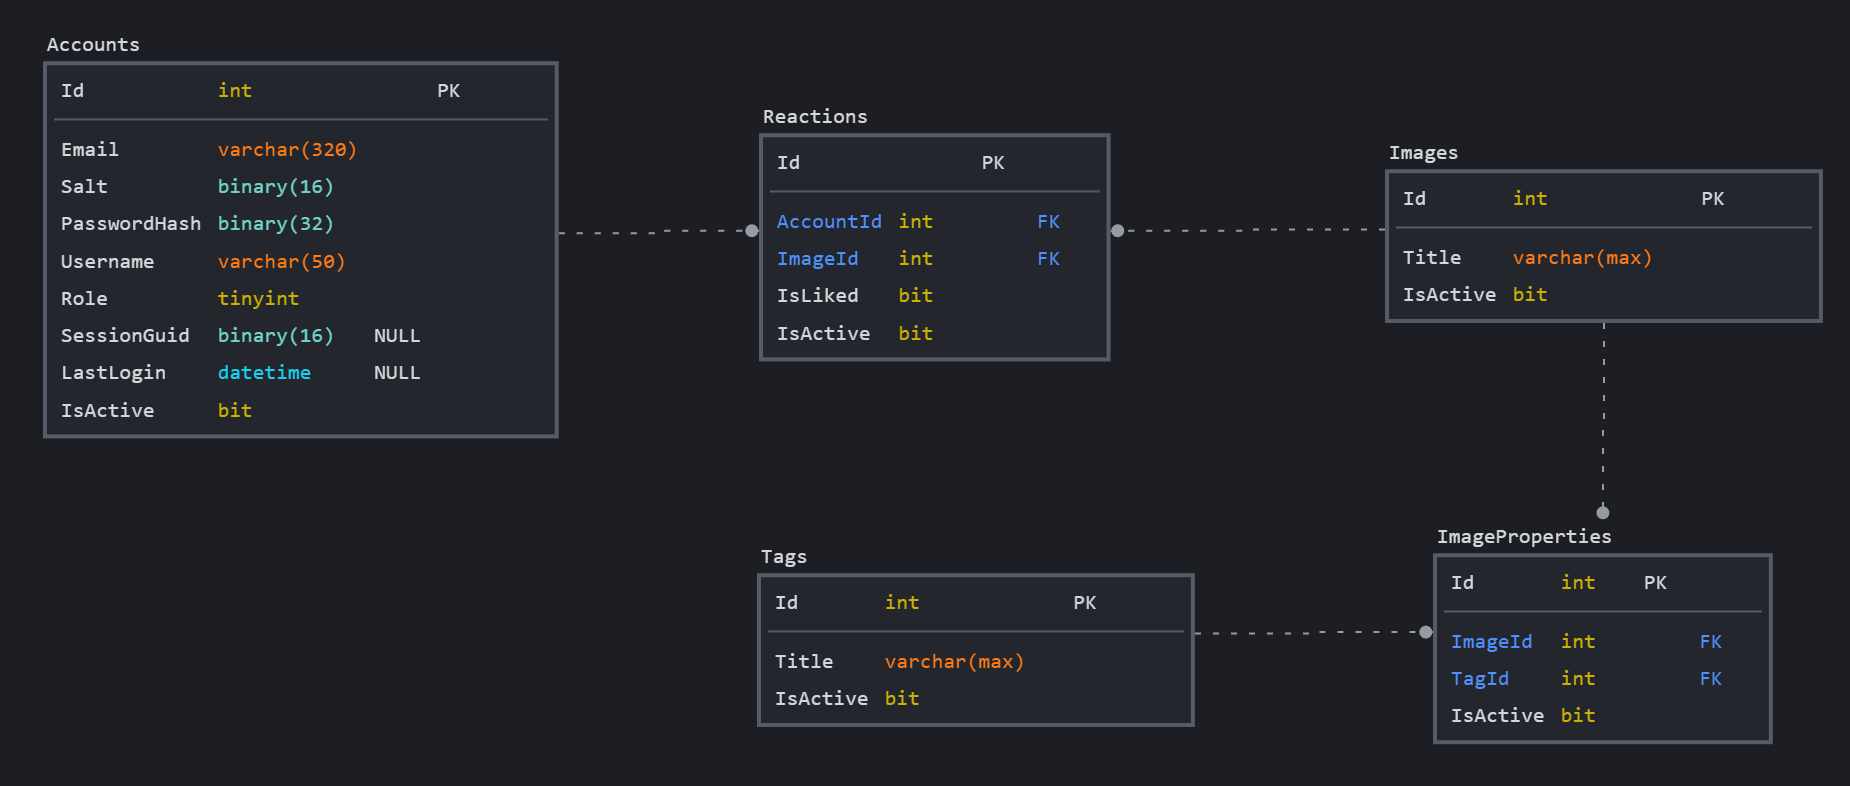 Accounts
Id int PK
Email varchar(320)
Salt binary(16)
PasswordHash binary(32)
Username varchar(50)
Role tinyint
SessionGuid binary(16) NULL
LastLogin datetime NULL
IsActive bit
Reactions
Id PK
AccountId int FK
ImageId int FK
IsLiked bit
IsActive bit
Images
Id int PK
Title varchar(max)
IsActive bit
Tags
Id int PK
Title varchar(max)
IsActive bit
ImageProperties
Id int PK
ImageId int FK
TagId int FK
IsActive bit